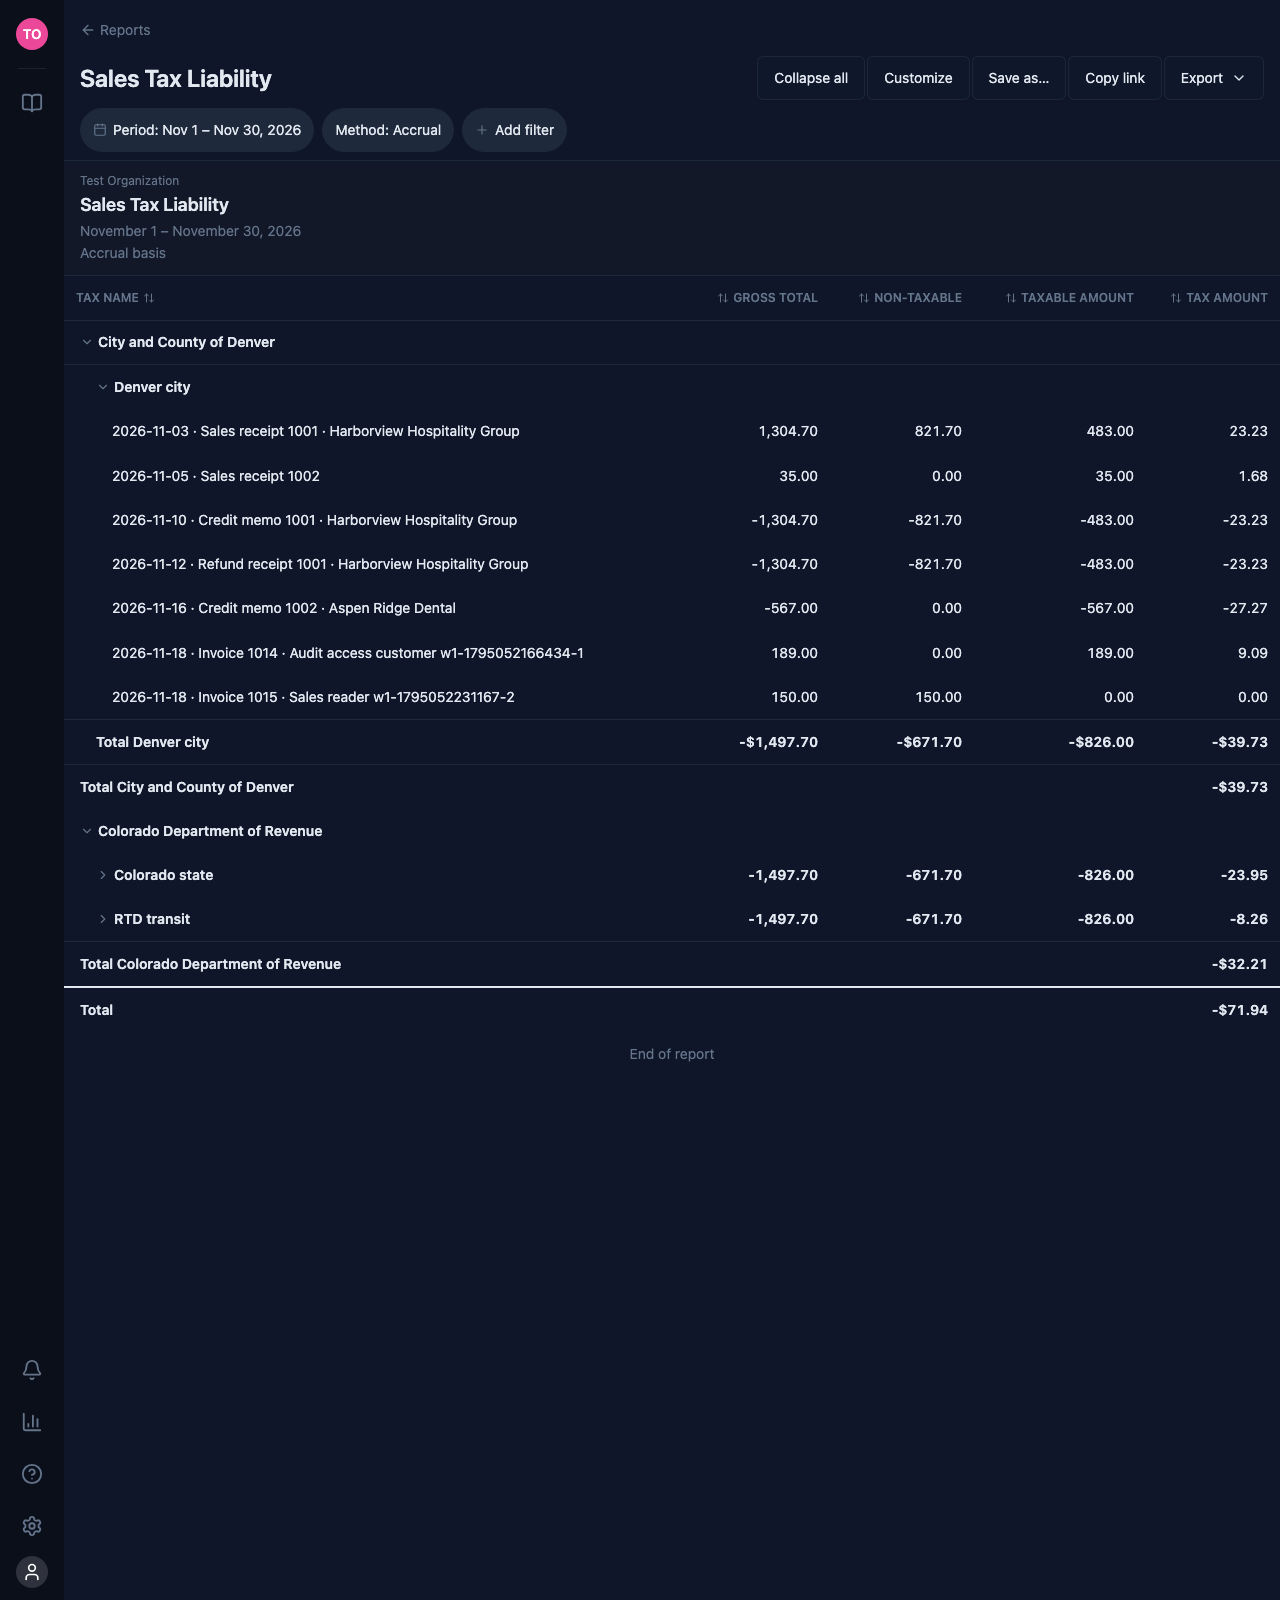 TO
Reports
Sales Tax Liability
Collapse all
Customize
Save as...
Copy link
Export
Period: Nov 1 – Nov 30, 2026
Method: Accrual
Add filter
Test Organization
Sales Tax Liability
November 1 – November 30, 2026
Accrual basis
TAX NAME GROSS TOTAL NON-TAXABLE TAXABLE AMOUNT TAX AMOUNT
City and County of Denver
Denver city
2026-11-03 · Sales receipt 1001 · Harborview Hospitality Group 1,304.70 821.70 483.00 23.23
2026-11-05 · Sales receipt 1002 35.00 0.00 35.00 1.68
2026-11-10 · Credit memo 1001 · Harborview Hospitality Group -1,304.70 -821.70 -483.00 -23.23
2026-11-12 · Refund receipt 1001 · Harborview Hospitality Group -1,304.70 -821.70 -483.00 -23.23
2026-11-16 · Credit memo 1002 · Aspen Ridge Dental -567.00 0.00 -567.00 -27.27
2026-11-18 · Invoice 1014 · Audit access customer w1-1795052166434-1 189.00 0.00 189.00 9.09
2026-11-18 · Invoice 1015 · Sales reader w1-1795052231167-2 150.00 150.00 0.00 0.00
Total Denver city -$1,497.70 -$671.70 -$826.00 -$39.73
Total City and County of Denver -$39.73
Colorado Department of Revenue
Colorado state -1,497.70 -671.70 -826.00 -23.95
RTD transit -1,497.70 -671.70 -826.00 -8.26
Total Colorado Department of Revenue -$32.21
Total -$71.94
End of report